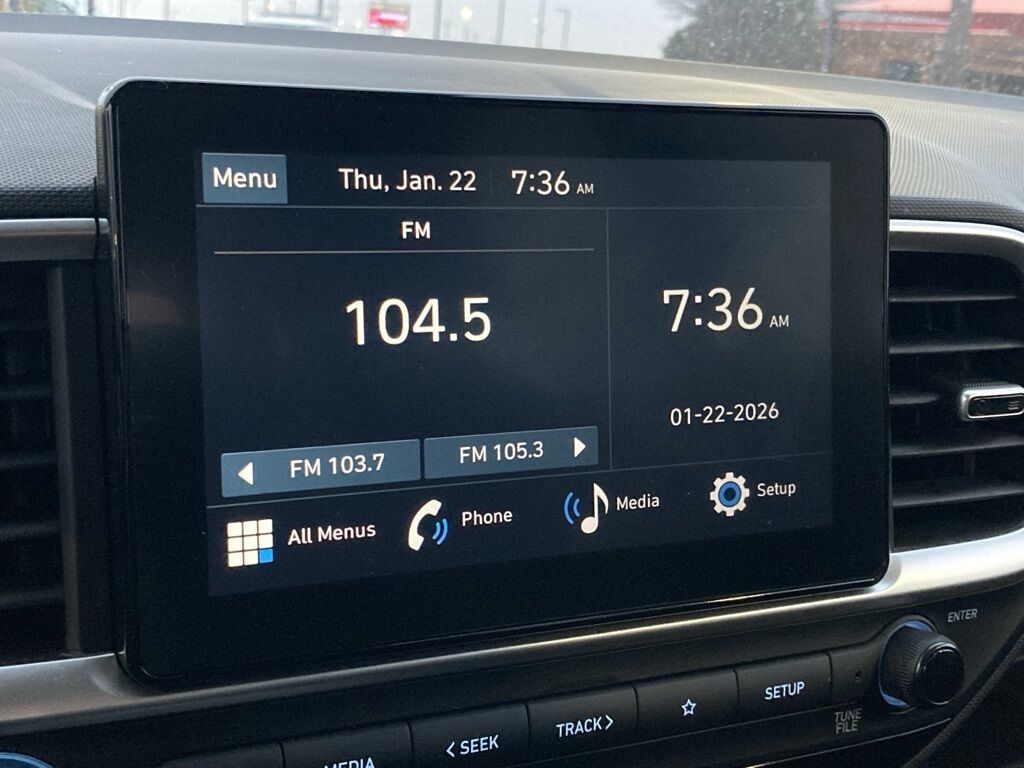 Menu Thu, Jan. 22 7:36 AM
FM
104.5
7:36 AM
01-22-2026
FM 103.7 FM 105.3
All Menus Phone Media Setup
ENTER
MEDIA < SEEK TRACK > SETUP
TUNE
FILE